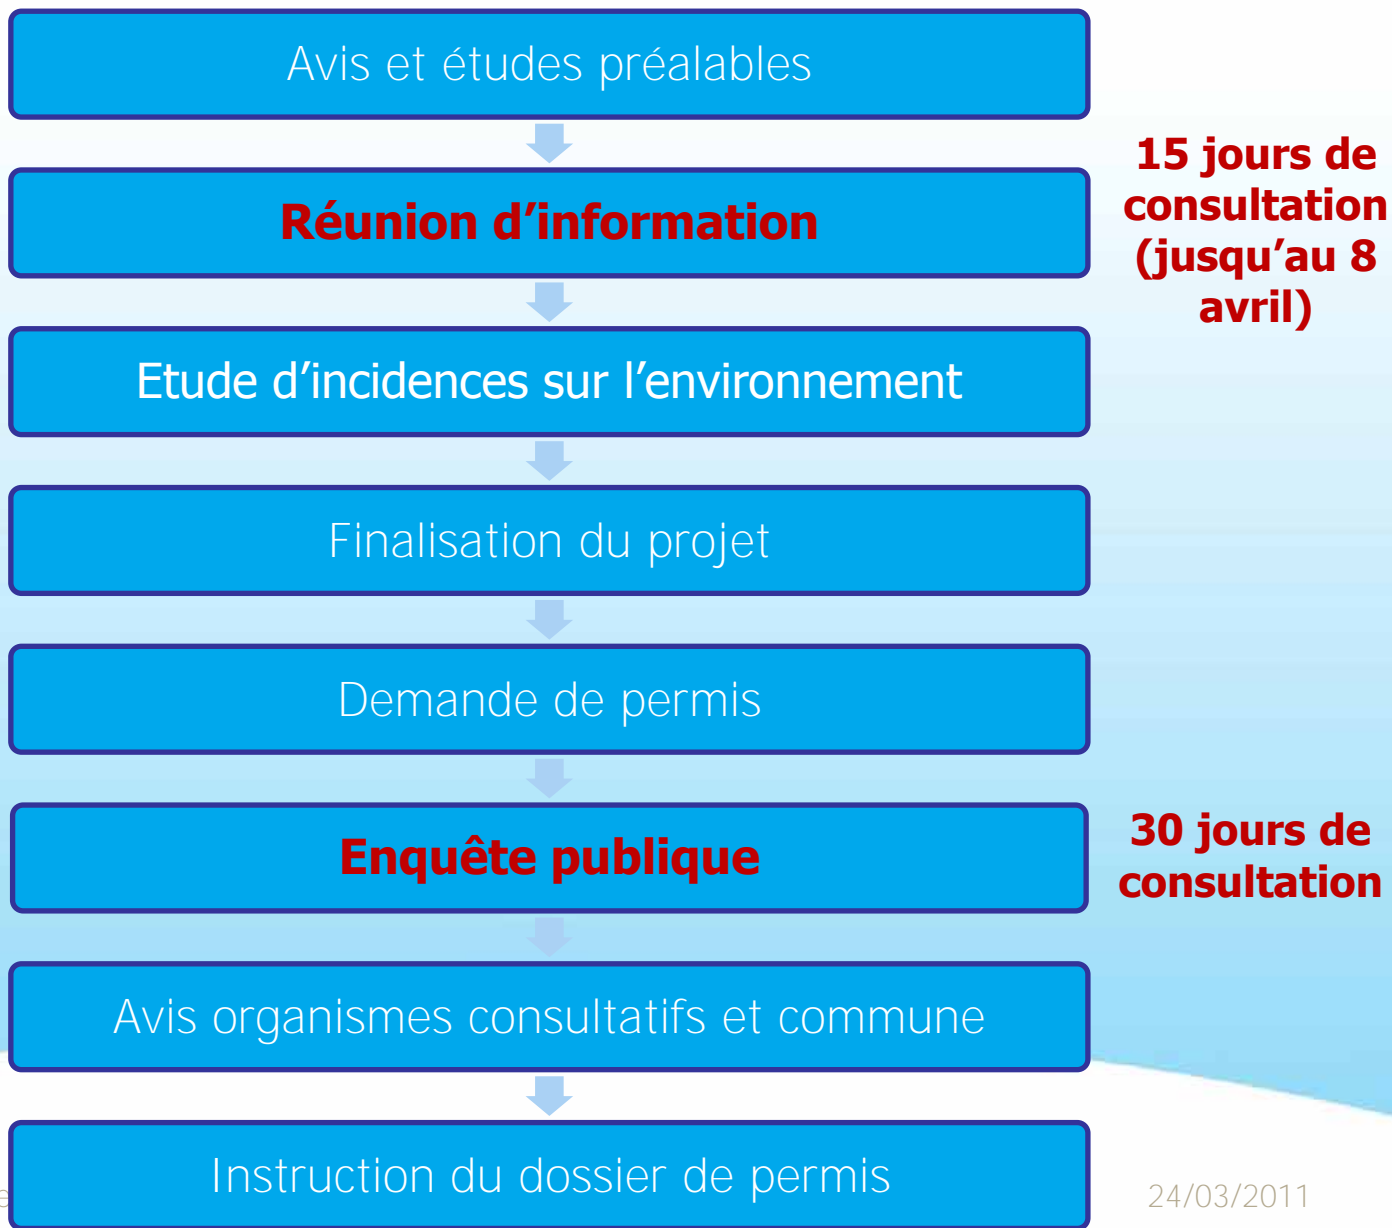 Avis et études préalables
15 jours de
consultation
(jusqu’au 8
avril)
Réunion d’information
Etude d’incidences sur l’environnement
Finalisation du projet
Demande de permis
Enquête publique
30 jours de
consultation
Avis organismes consultatifs et commune
Instruction du dossier de permis
24/03/2011